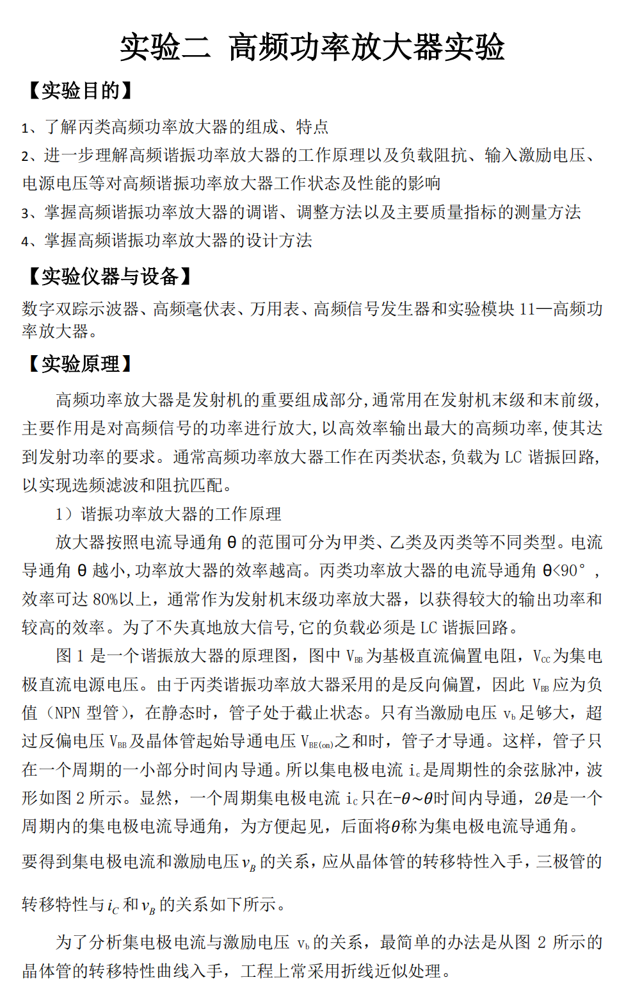 实验二 高频功率放大器实验
【实验目的】
1、了解丙类高频功率放大器的组成、特点
2、进一步理解高频谐振功率放大器的工作原理以及负载阻抗、输入激励电压、
电源电压等对高频谐振功率放大器工作状态及性能的影响
3、掌握高频谐振功率放大器的调谐、调整方法以及主要质量指标的测量方法
4、掌握高频谐振功率放大器的设计方法
【实验仪器与设备】
数字双踪示波器、高频毫伏表、万用表、高频信号发生器和实验模块 11—高频功
率放大器。
【实验原理】
高频功率放大器是发射机的重要组成部分,通常用在发射机末级和末前级,
主要作用是对高频信号的功率进行放大,以高效率输出最大的高频功率,使其达
到发射功率的要求。通常高频功率放大器工作在丙类状态,负载为 LC 谐振回路,
以实现选频滤波和阻抗匹配。
1）谐振功率放大器的工作原理
放大器按照电流导通角 θ 的范围可分为甲类、乙类及丙类等不同类型。电流
导通角 θ 越小,功率放大器的效率越高。丙类功率放大器的电流导通角 θ<90°,
效率可达 80%以上，通常作为发射机末级功率放大器，以获得较大的输出功率和
较高的效率。为了不失真地放大信号,它的负载必须是 LC 谐振回路。
图 1 是一个谐振放大器的原理图，图中 VBB 为基极直流偏置电阻，VCC 为集电
极直流电源电压。由于丙类谐振功率放大器采用的是反向偏置，因此 VBB 应为负
值（NPN 型管），在静态时，管子处于截止状态。只有当激励电压 vb 足够大，超
过反偏电压 VBB 及晶体管起始导通电压 VBE(on)之和时，管子才导通。这样，管子只
在一个周期的一小部分时间内导通。所以集电极电流 ic 是周期性的余弦脉冲，波
形如图 2 所示。显然，一个周期集电极电流 iC 只在-θ~θ时间内导通，2θ是一个
周期内的集电极电流导通角，为方便起见，后面将θ称为集电极电流导通角。
要得到集电极电流和激励电压 vB 的关系，应从晶体管的转移特性入手，三极管的
转移特性与 iC 和 vB 的关系如下所示。
为了分析集电极电流与激励电压 vb 的关系，最简单的办法是从图 2 所示的
晶体管的转移特性曲线入手，工程上常采用折线近似处理。